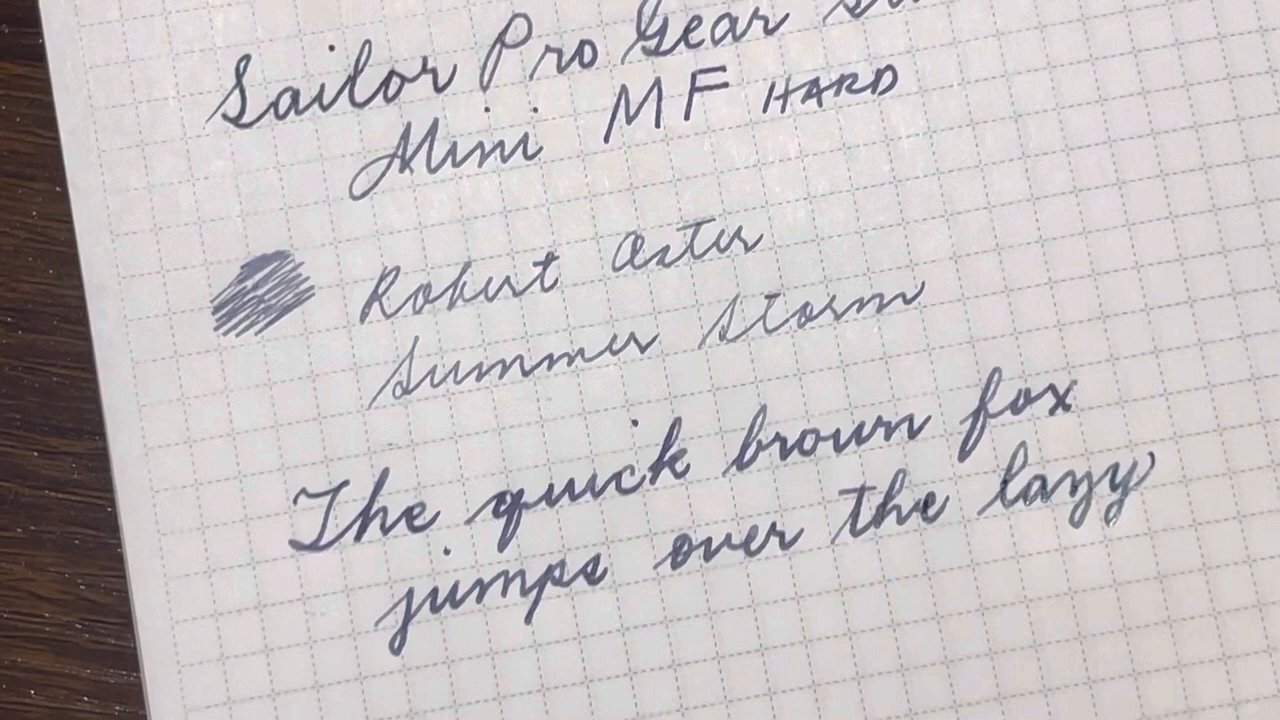 Sailor Pro Gear
Mini MF HARD
Robert Oster
Summer Storm
The quick brown fox
jumps over the lazy